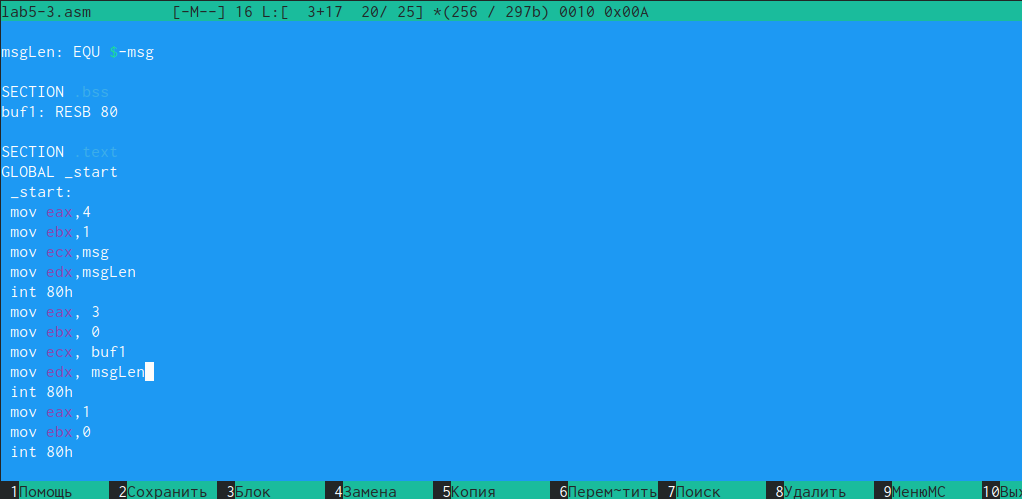 lab5-3.asm [-M--] 16 L:[ 3+17 20/ 25] *(256 / 297b) 0010 0x00A
msgLen: EQU $-msg
SECTION .bss
buf1: RESB 80
SECTION .text
GLOBAL _start
_start:
mov eax,4
mov ebx,1
mov ecx,msg
mov edx,msgLen
int 80h
mov eax, 3
mov ebx, 0
mov ecx, buf1
mov edx, msgLen
int 80h
mov eax,1
mov ebx,0
int 80h
1Помощь 2Сохранить 3Блок 4Замена 5Копия 6Перем~тить 7Поиск 8Удалить 9МенюMC 10Вых